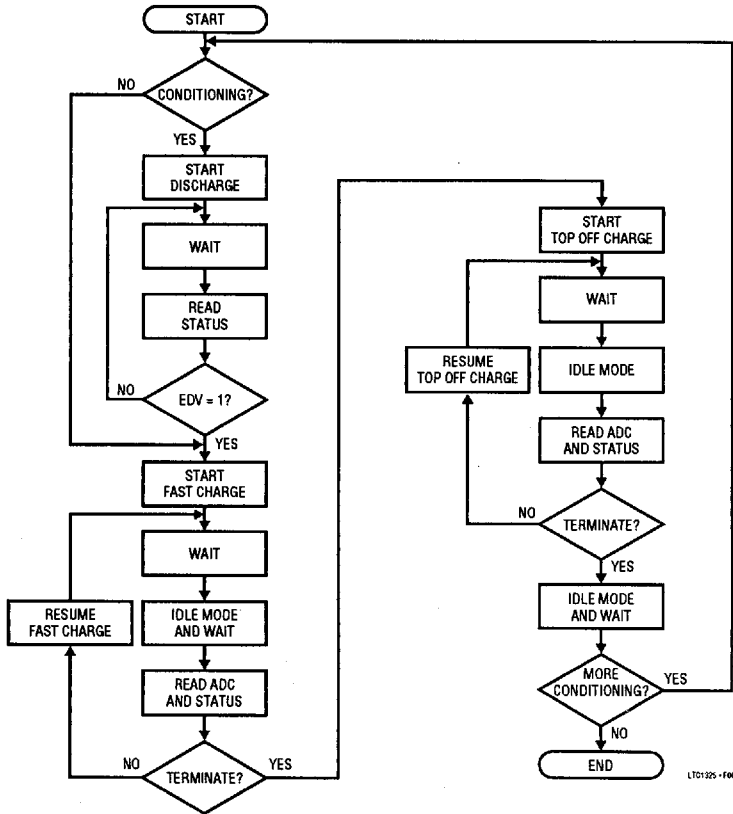 START
CONDITIONING?
NO
YES
START
DISCHARGE
WAIT
READ
STATUS
NO
EDV = 1?
YES
START
FAST CHARGE
WAIT
RESUME
FAST CHARGE
IDLE MODE
AND WAIT
READ ADC
AND STATUS
NO
TERMINATE?
YES
START
TOP OFF CHARGE
WAIT
RESUME
TOP OFF CHARGE
IDLE MODE
READ ADC
AND STATUS
NO
TERMINATE?
YES
IDLE MODE
AND WAIT
MORE
CONDITIONING?
YES
NO
END
LTC1325